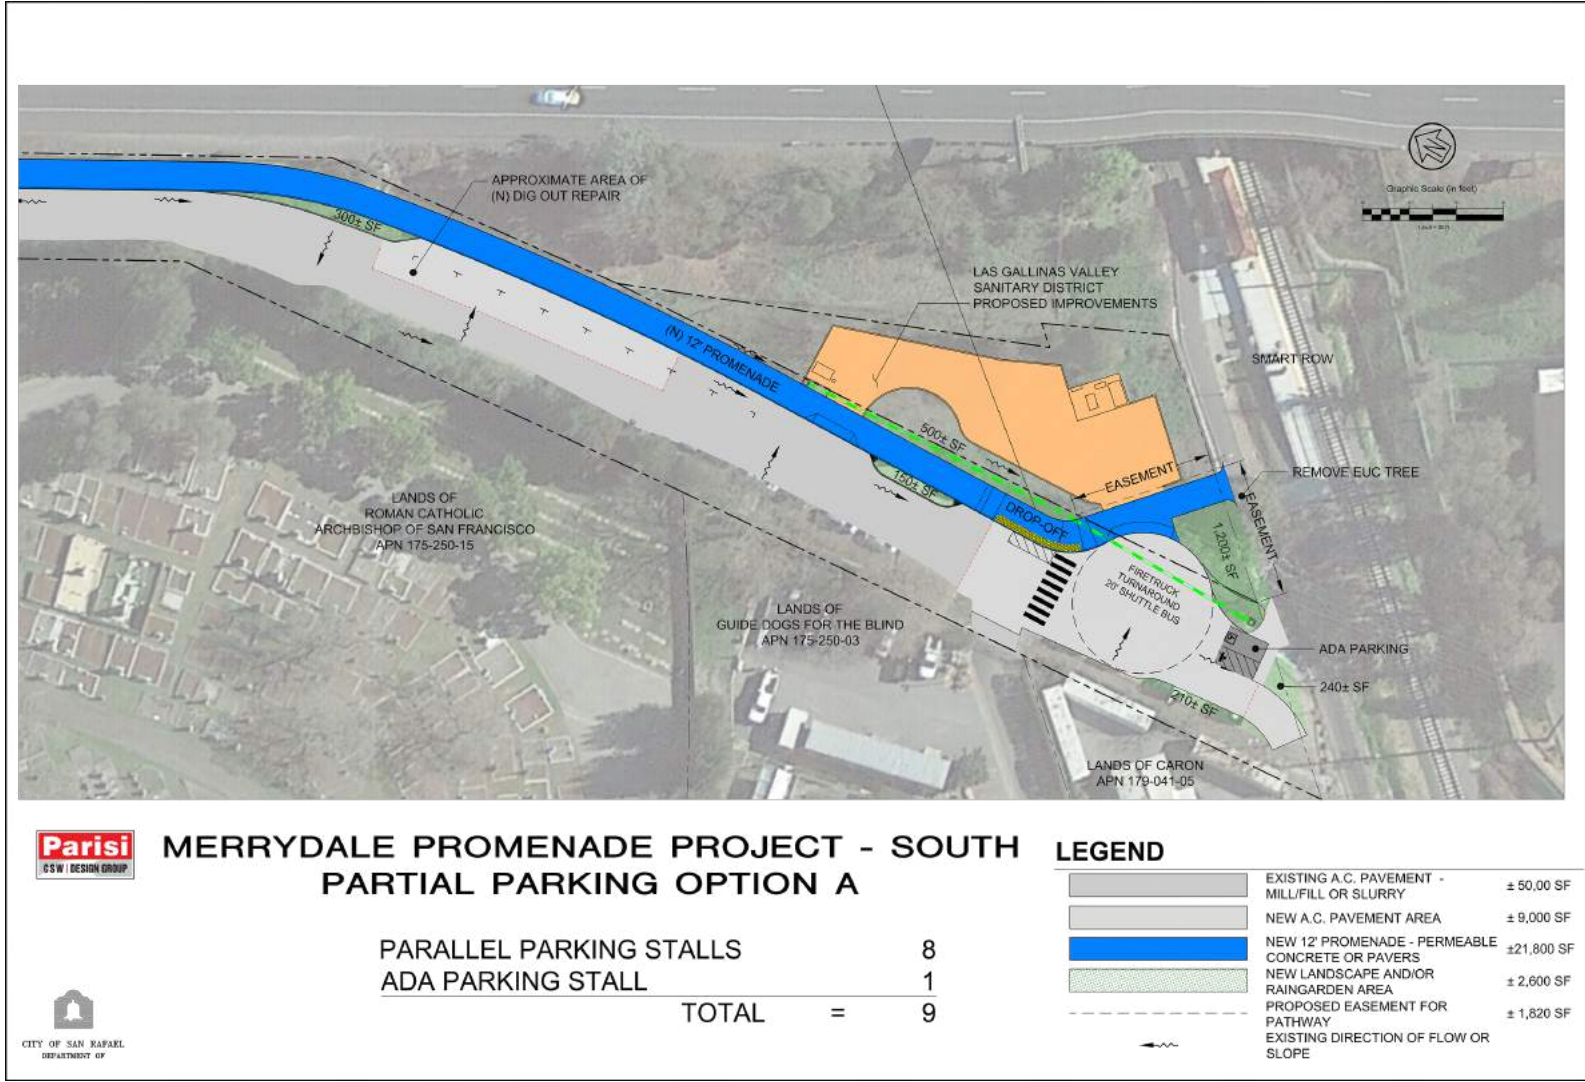 APPROXIMATE AREA OF
(N) DIG OUT REPAIR
300± SF
Graphic Scale (in feet)
LAS GALLINAS VALLEY
SANITARY DISTRICT
PROPOSED IMPROVEMENTS
(N) 12' PROMENADE
SMART ROW
500± SF
150± SF
EASEMENT
REMOVE EUC TREE
EASEMENT
DROP-OFF
1,200± SF
LANDS OF
ROMAN CATHOLIC
ARCHBISHOP OF SAN FRANCISCO
APN 175-250-15
FIRETRUCK
TURNAROUND
20' SHUTTLE BUS
LANDS OF
GUIDE DOGS FOR THE BLIND
APN 175-250-03
ADA PARKING
240± SF
210± SF
LANDS OF CARON
APN 179-041-05
Parisi
CSW | DESIGN GROUP
MERRYDALE PROMENADE PROJECT - SOUTH
PARTIAL PARKING OPTION A
PARALLEL PARKING STALLS 8
ADA PARKING STALL 1
TOTAL = 9
CITY OF SAN RAFAEL
DEPARTMENT OF
LEGEND
EXISTING A.C. PAVEMENT -
MILL/FILL OR SLURRY ± 50,00 SF
NEW A.C. PAVEMENT AREA ± 9,000 SF
NEW 12' PROMENADE - PERMEABLE
CONCRETE OR PAVERS ±21,800 SF
NEW LANDSCAPE AND/OR
RAINGARDEN AREA ± 2,600 SF
PROPOSED EASEMENT FOR
PATHWAY ± 1,820 SF
EXISTING DIRECTION OF FLOW OR
SLOPE